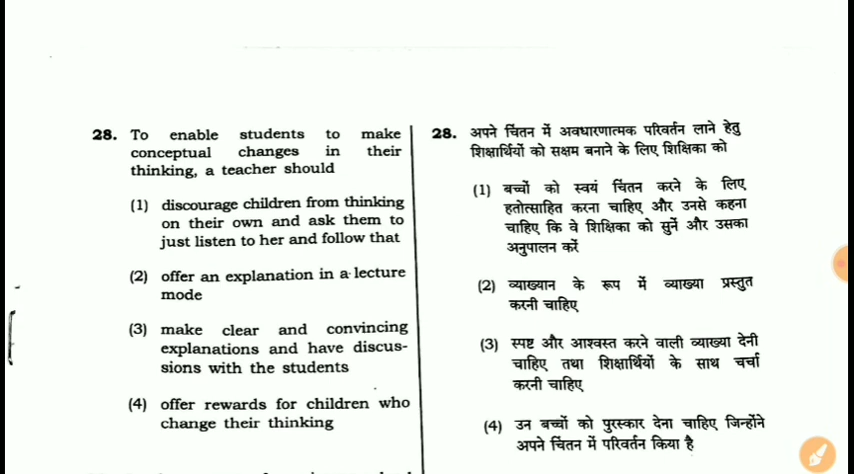 28. To enable students to make
conceptual changes in their
thinking, a teacher should
(1) discourage children from thinking
on their own and ask them to
just listen to her and follow that
(2) offer an explanation in a lecture
mode
(3) make clear and convincing
explanations and have discus-
sions with the students
(4) offer rewards for children who
change their thinking
28. अपने चिंतन में अवधारणात्मक परिवर्तन लाने हेतु
शिक्षार्थियों को सक्षम बनाने के लिए शिक्षिका को
(1) बच्चों को स्वयं चिंतन करने के लिए
हतोत्साहित करना चाहिए और उनसे कहना
चाहिए कि वे शिक्षिका को सुनें और उसका
अनुपालन करें
(2) व्याख्यान के रूप में व्याख्या प्रस्तुत
करनी चाहिए
(3) स्पष्ट और आश्वस्त करने वाली व्याख्या देनी
चाहिए तथा शिक्षार्थियों के साथ चर्चा
करनी चाहिए
(4) उन बच्चों को पुरस्कार देना चाहिए जिन्होंने
अपने चिंतन में परिवर्तन किया है